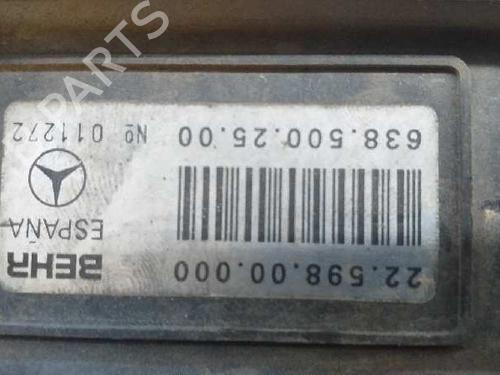 BEHR
ESPAÑA
22.598.00.000
638.500.25.00
Nº 011272
B-PARTS